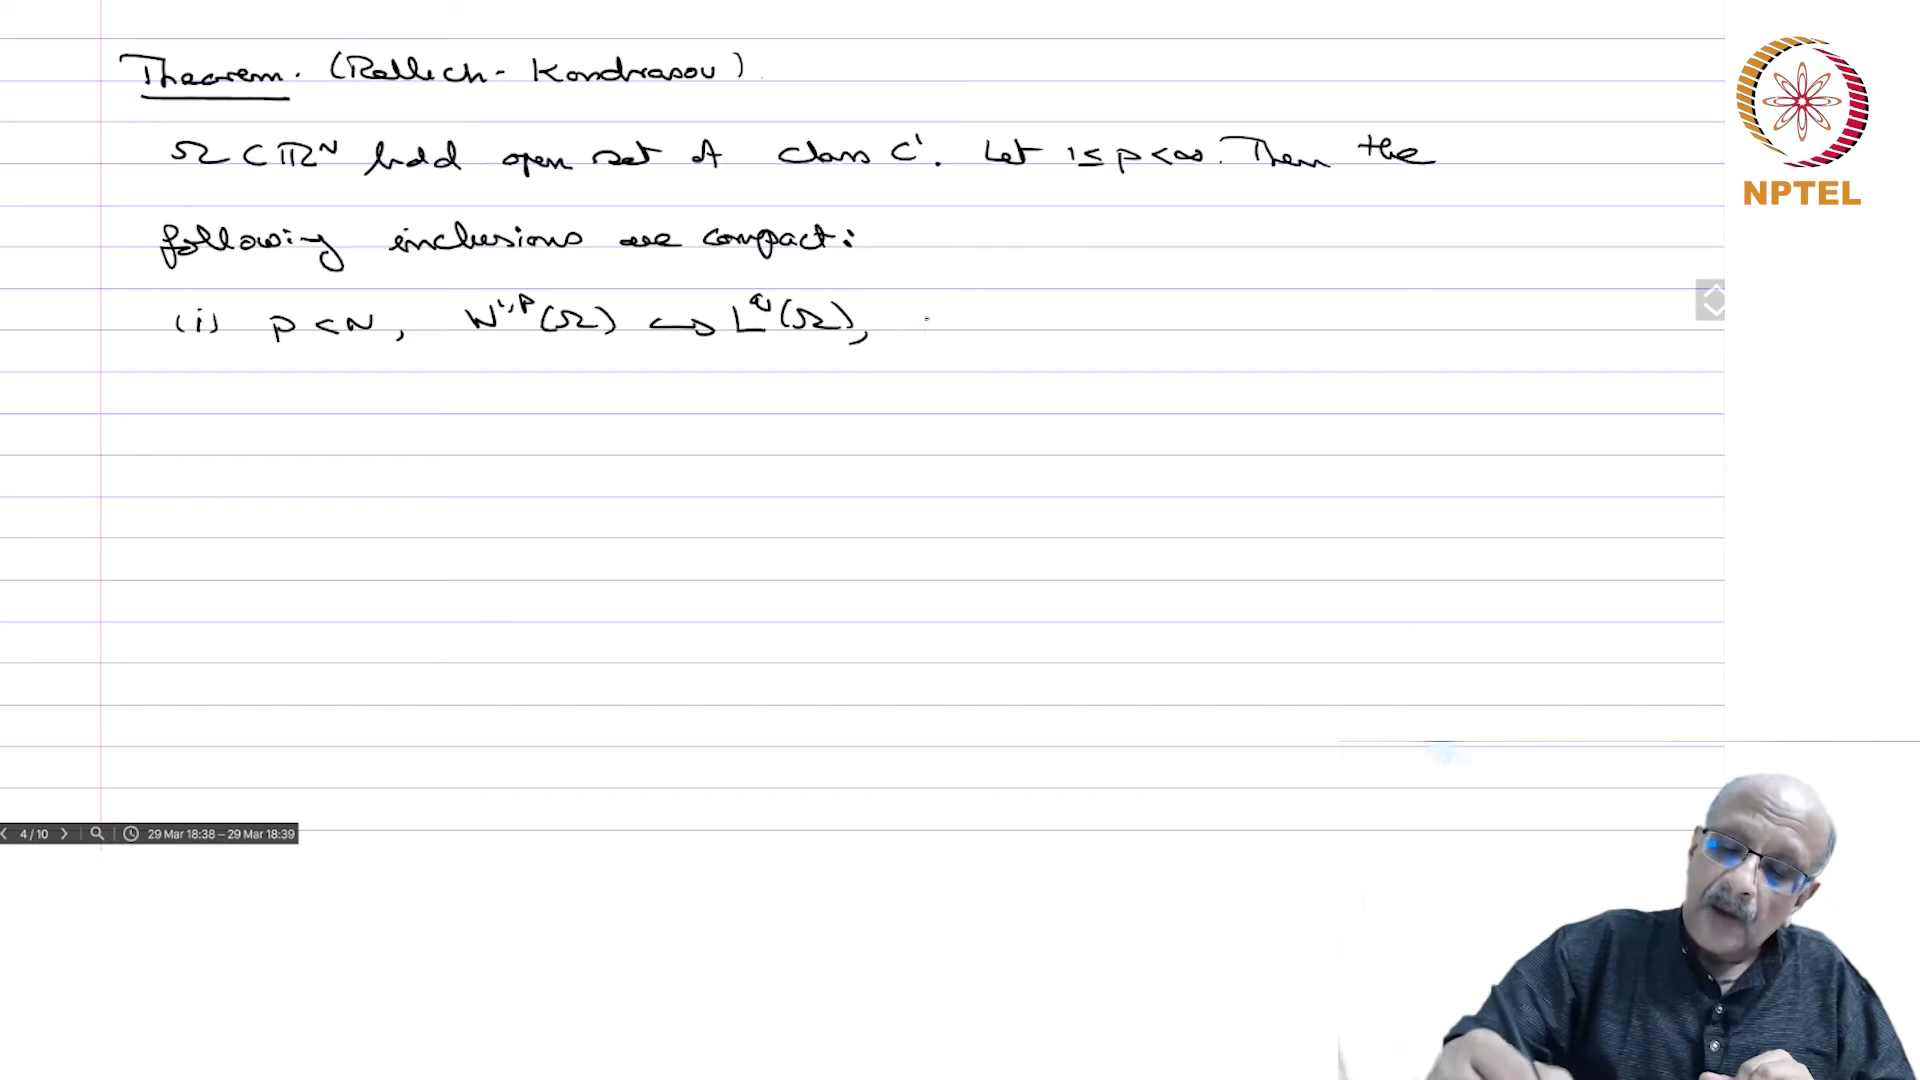 Theorem. (Rellich - Kondrasov)
Ω ⊂ ℝᴺ bdd open set of class C¹. Let 1 ≤ p < ∞. Then the
following inclusions are compact:
(i) p < N, W¹,ᵖ(Ω) ↪ L^q(Ω),
NPTEL
4 / 10 29 Mar 18:38 – 29 Mar 18:39